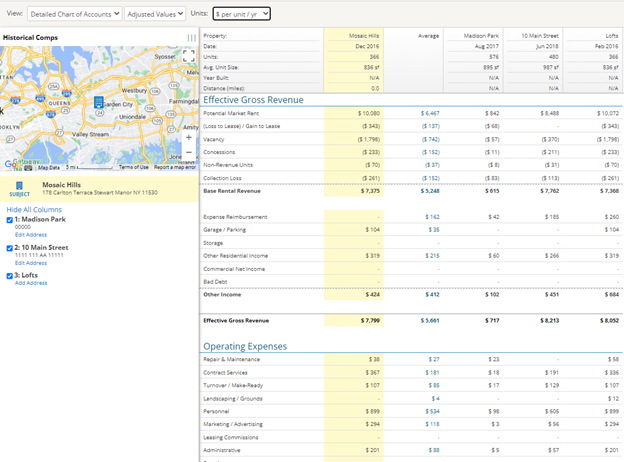 View: Detailed Chart of Accounts Adjusted Values Units: $ per unit / yr
Historical Comps
Syosset
Westbury
QUEENS
Garden City
Farmingda
Uniondale
Valley Stream
Amity
Map Data 5 mi Terms of Use Report a map error
SUBJECT
Mosaic Hills
178 Carlton Terrace Stewart Manor NY 11530
Hide All Columns
1: Madison Park
00000
Edit Address
2: 10 Main Street
1111 111 AA 11111
Edit Address
3: Lofts
Add Address
Property: Mosaic Hills Average Madison Park 10 Main Street Lofts
Date: Dec 2016 Aug 2017 Jun 2018 Feb 2016
Units: 366 576 480 366
Avg. Unit Size: 836 sf 895 sf 987 sf 836 sf
Year Built: N/A N/A N/A N/A
Distance (miles): 0.0 N/A N/A N/A
Effective Gross Revenue
Potential Market Rent $ 10,080 $ 6,467 $ 842 $ 8,488 $ 10,072
(Loss to Lease) / Gain to Lease ($ 343) ($ 137) ($ 68) - ($ 343)
Vacancy ($ 1,798) ($ 742) ($ 57) ($ 370) ($ 1,798)
Concessions ($ 233) ($ 152) ($ 11) ($ 211) ($ 233)
Non-Revenue Units ($ 70) ($ 37) ($ 8) ($ 31) ($ 70)
Collection Loss ($ 261) ($ 152) ($ 83) ($ 113) ($ 261)
Base Rental Revenue $ 7,375 $ 5,248 $ 615 $ 7,762 $ 7,368
Expense Reimbursement - $ 162 $ 42 $ 185 $ 260
Garage / Parking $ 104 $ 35 - - $ 104
Storage - - - - -
Other Residential Income $ 319 $ 215 $ 60 $ 266 $ 319
Commercial Net Income - - - - -
Bad Debt - - - - -
Other Income $ 424 $ 412 $ 102 $ 451 $ 684
Effective Gross Revenue $ 7,799 $ 5,661 $ 717 $ 8,213 $ 8,052
Operating Expenses
Repair & Maintenance $ 38 $ 27 $ 23 - $ 58
Contract Services $ 367 $ 181 $ 18 $ 191 $ 336
Turnover / Make-Ready $ 107 $ 85 $ 17 $ 129 $ 107
Landscaping / Grounds - $ 4 - - $ 12
Personnel $ 899 $ 534 $ 98 $ 605 $ 899
Marketing / Advertising $ 294 $ 118 $ 3 $ 56 $ 294
Leasing Commissions - - - - -
Administrative $ 201 $ 88 $ 5 $ 57 $ 201